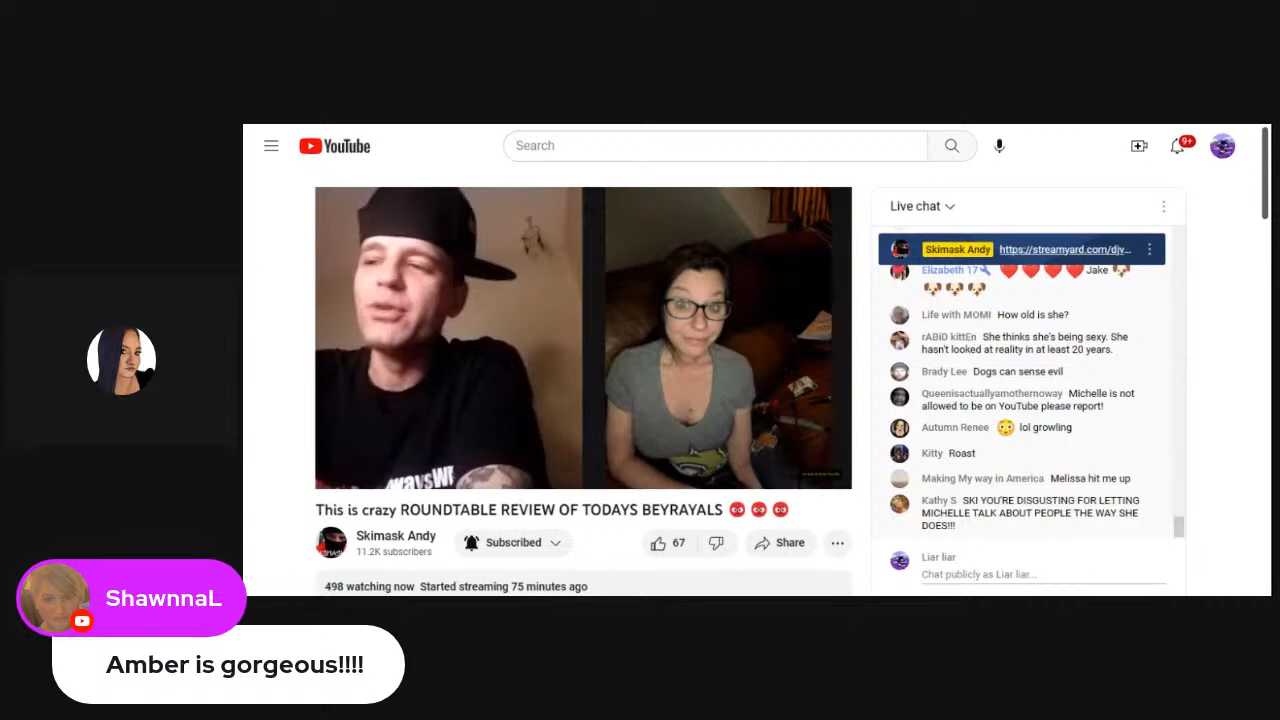 YouTube
Search
9+
Live chat
Skimask Andy https://streamyard.com/djv...
Elizabeth 17 Jake
Life with MOMI How old is she?
rABiD kittEn She thinks she's being sexy. She
hasn't looked at reality in at least 20 years.
Brady Lee Dogs can sense evil
Queenisactuallyamothernoway Michelle is not
allowed to be on YouTube please report!
Autumn Renee lol growling
Kitty Roast
Making My way in America Melissa hit me up
Kathy S SKI YOU'RE DISGUSTING FOR LETTING
MICHELLE TALK ABOUT PEOPLE THE WAY SHE
DOES!!!
Liar liar
Chat publicly as Liar liar...
This is crazy ROUNDTABLE REVIEW OF TODAYS BEYRAYALS
Skimask Andy
11.2K subscribers
Subscribed
67
Share
498 watching now Started streaming 75 minutes ago
ShawnnaL
Amber is gorgeous!!!!